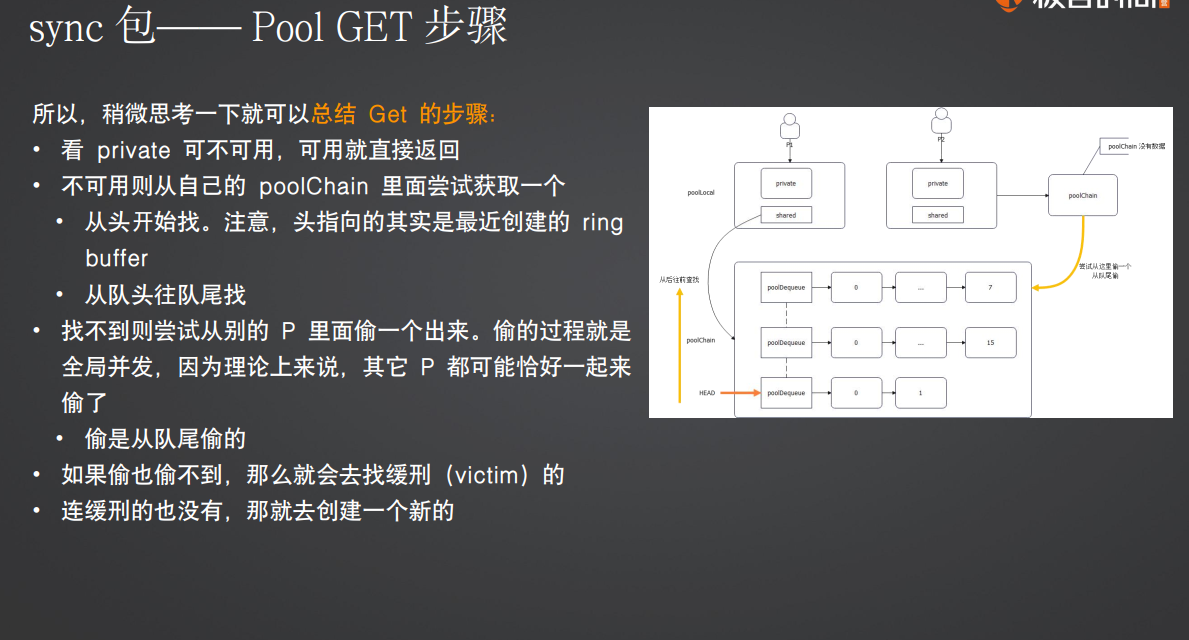 sync 包—— Pool GET 步骤
所以，稍微思考一下就可以总结 Get 的步骤：
• 看 private 可不可用，可用就直接返回
• 不可用则从自己的 poolChain 里面尝试获取一个
• 从头开始找。注意，头指向的其实是最近创建的 ring
buffer
• 从队头往队尾找
• 找不到则尝试从别的 P 里面偷一个出来。偷的过程就是
全局并发，因为理论上来说，其它 P 都可能恰好一起来
偷了
• 偷是从队尾偷的
• 如果偷也偷不到，那么就会去找缓刑（victim）的
• 连缓刑的也没有，那就去创建一个新的
P1
P2
poolChain 没有数据
poolLocal
private
private
poolChain
shared
shared
从后往前查找
尝试从这里偷一个
从队尾偷
poolDequeue
0
...
7
poolChain
poolDequeue
0
...
15
HEAD
poolDequeue
0
1